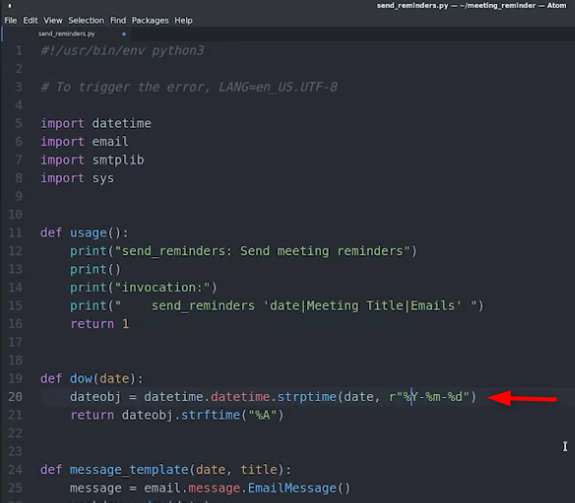 send_reminders.py — ~/meeting_reminder — Atom
File Edit View Selection Find Packages Help
send_reminders.py
1 #!/usr/bin/env python3
2
3 # To trigger the error, LANG=en_US.UTF-8
4
5 import datetime
6 import email
7 import smtplib
8 import sys
9
10
11 def usage():
12     print("send_reminders: Send meeting reminders")
13     print()
14     print("invocation:")
15     print("    send_reminders 'date|Meeting Title|Emails' ")
16     return 1
17
18
19 def dow(date):
20     dateobj = datetime.datetime.strptime(date, r"%Y-%m-%d")
21     return dateobj.strftime("%A")
22
23
24 def message_template(date, title):
25     message = email.message.EmailMessage()